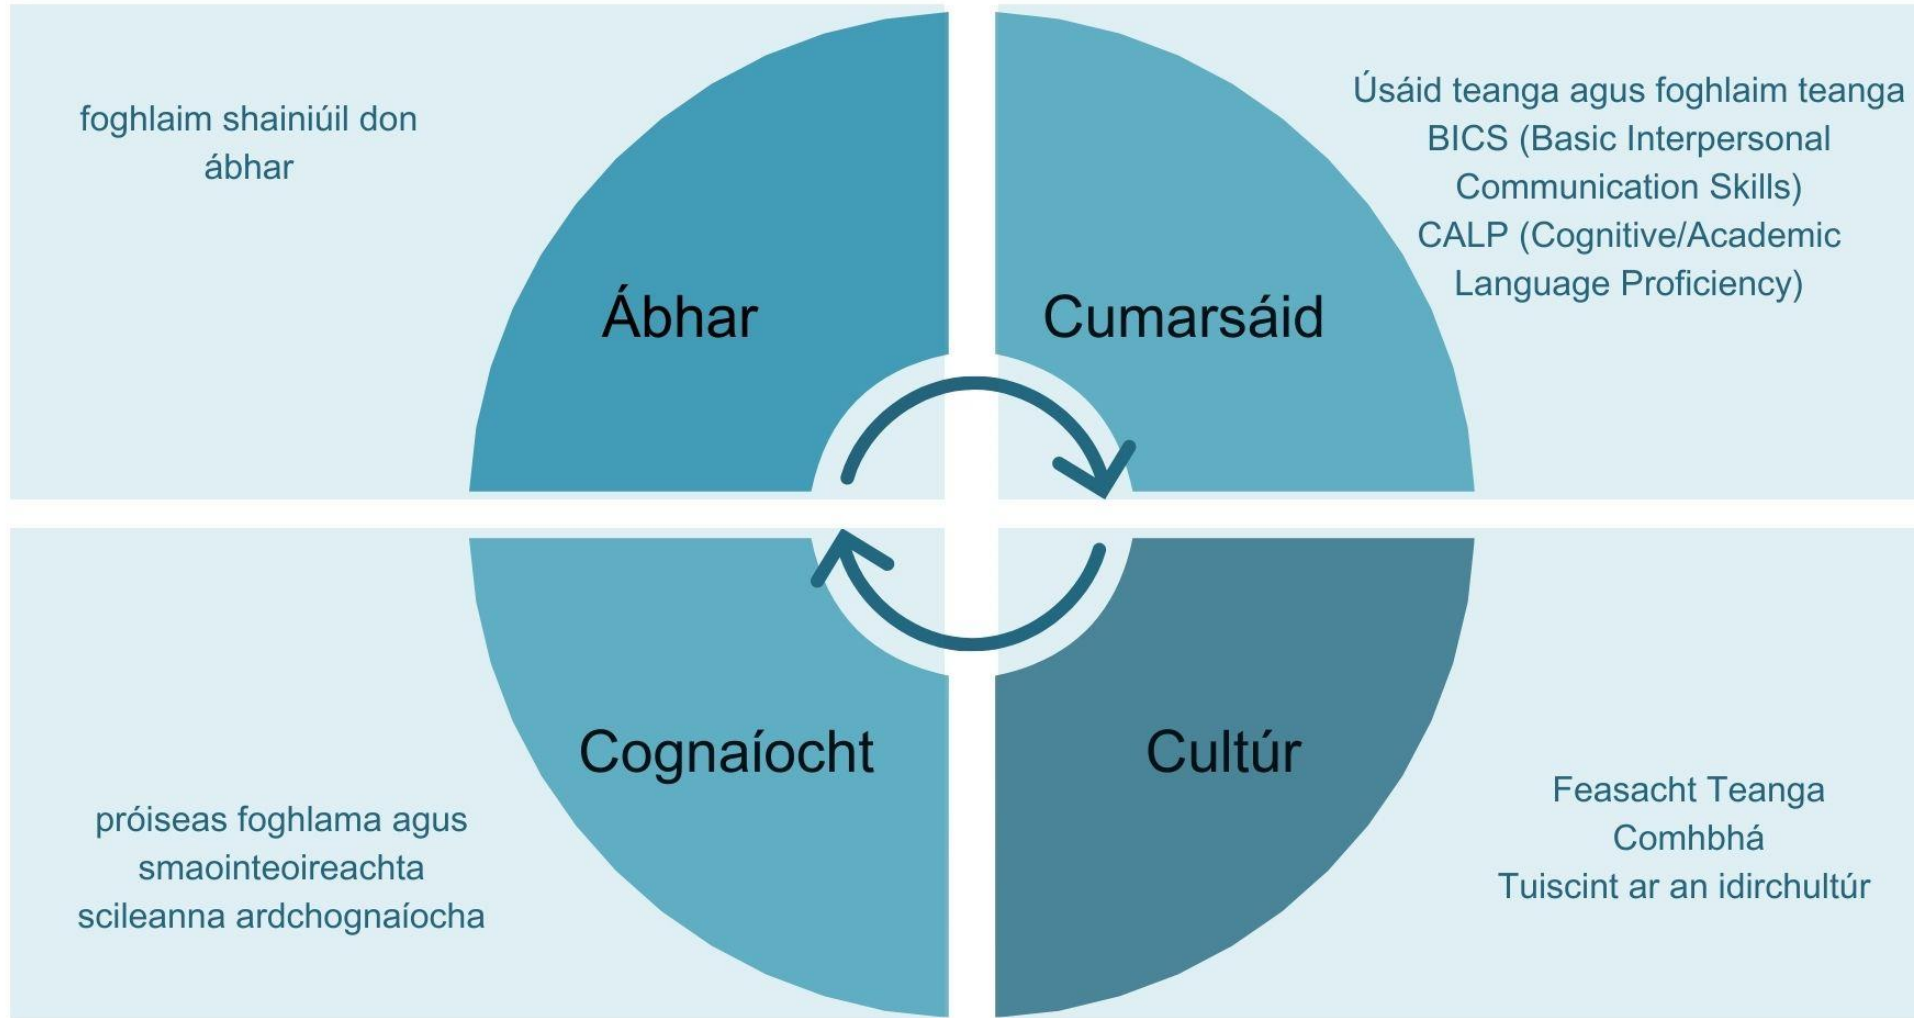 foghlaim shainiúil don
ábhar
Ábhar
Úsáid teanga agus foghlaim teanga
BICS (Basic Interpersonal
Communication Skills)
CALP (Cognitive/Academic
Language Proficiency)
Cumarsáid
Cognaíocht
próiseas foghlama agus
smaointeoireachta
scileanna ardchognaíocha
Cultúr
Feasacht Teanga
Comhbhá
Tuiscint ar an idirchultúr